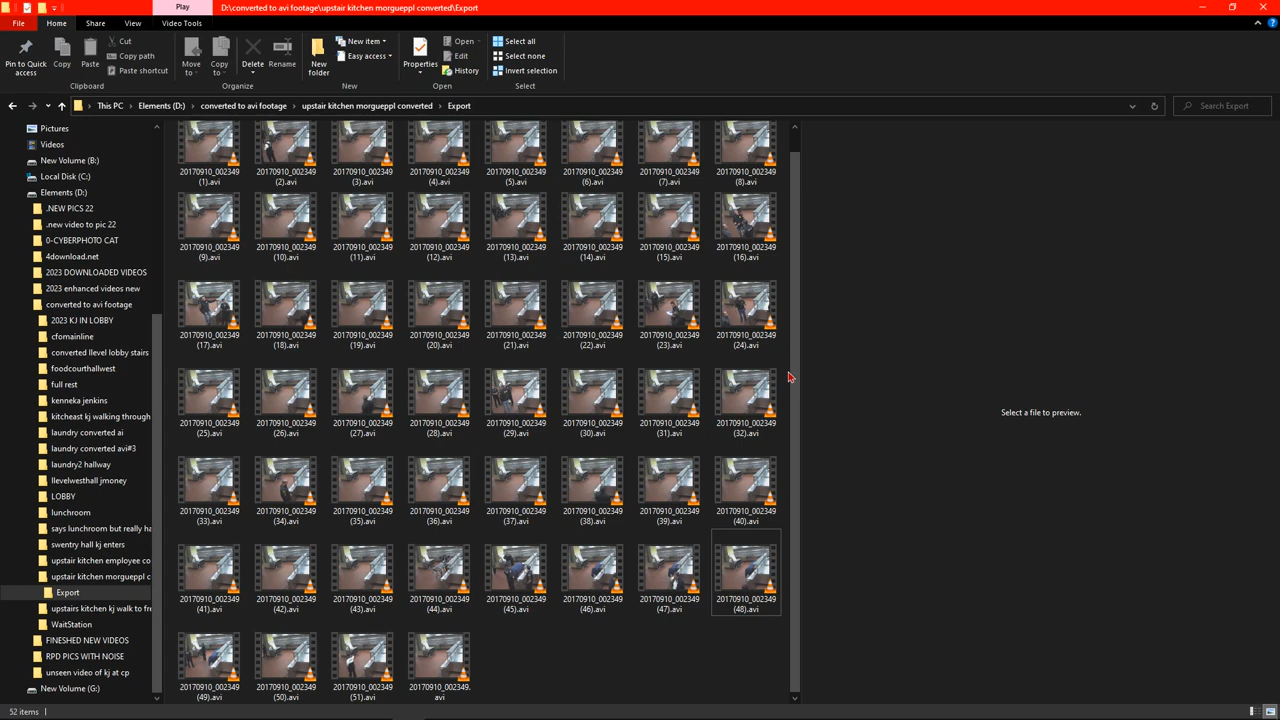 Play
D:\converted to avi footage\upstair kitchen morgueppl converted\Export
File
Home
Share
View
Video Tools
Pin to Quick access
Copy
Paste
Cut
Copy path
Paste shortcut
Clipboard
Move to
Copy to
Delete
Rename
Organize
New folder
New item
Easy access
New
Properties
Open
Edit
History
Open
Select all
Select none
Invert selection
Select
This PC > Elements (D:) > converted to avi footage > upstair kitchen morgueppl converted > Export
Search Export
Pictures
Videos
New Volume (B:)
Local Disk (C:)
Elements (D:)
.NEW PICS 22
.new video to pic 22
0-CYBERPHOTO CAT
4download.net
2023 DOWNLOADED VIDEOS
2023 enhanced videos new
converted to avi footage
2023 KJ IN LOBBY
cfomainline
converted llevel lobby stairs
foodcourthallwest
full rest
kenneka jenkins
kitcheast kj walking through
laundry converted ai
laundry converted avi#3
laundry2 hallway
llevelwesthall jmoney
LOBBY
lunchroom
says lunchroom but really ha
swentry hall kj enters
upstair kitchen employee co
upstair kitchen morgueppl c
Export
upstairs kitchen kj walk to fre
WaitStation
FINESHED NEW VIDEOS
RPD PICS WITH NOISE
unseen video of kj at cp
New Volume (G:)
20170910_002349 (1).avi
20170910_002349 (2).avi
20170910_002349 (3).avi
20170910_002349 (4).avi
20170910_002349 (5).avi
20170910_002349 (6).avi
20170910_002349 (7).avi
20170910_002349 (8).avi
20170910_002349 (9).avi
20170910_002349 (10).avi
20170910_002349 (11).avi
20170910_002349 (12).avi
20170910_002349 (13).avi
20170910_002349 (14).avi
20170910_002349 (15).avi
20170910_002349 (16).avi
20170910_002349 (17).avi
20170910_002349 (18).avi
20170910_002349 (19).avi
20170910_002349 (20).avi
20170910_002349 (21).avi
20170910_002349 (22).avi
20170910_002349 (23).avi
20170910_002349 (24).avi
20170910_002349 (25).avi
20170910_002349 (26).avi
20170910_002349 (27).avi
20170910_002349 (28).avi
20170910_002349 (29).avi
20170910_002349 (30).avi
20170910_002349 (31).avi
20170910_002349 (32).avi
20170910_002349 (33).avi
20170910_002349 (34).avi
20170910_002349 (35).avi
20170910_002349 (36).avi
20170910_002349 (37).avi
20170910_002349 (38).avi
20170910_002349 (39).avi
20170910_002349 (40).avi
20170910_002349 (41).avi
20170910_002349 (42).avi
20170910_002349 (43).avi
20170910_002349 (44).avi
20170910_002349 (45).avi
20170910_002349 (46).avi
20170910_002349 (47).avi
20170910_002349 (48).avi
20170910_002349 (49).avi
20170910_002349 (50).avi
20170910_002349 (51).avi
20170910_002349.avi
Select a file to preview.
52 items